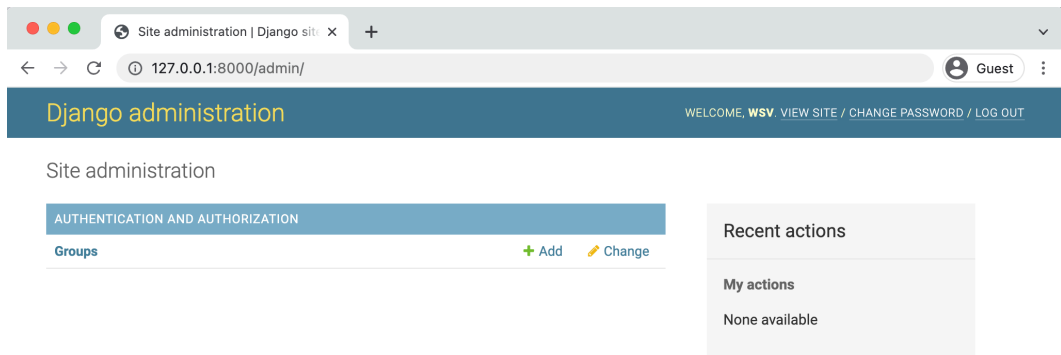 Site administration | Django sit
127.0.0.1:8000/admin/
Guest
Django administration
WELCOME, WSV. VIEW SITE / CHANGE PASSWORD / LOG OUT
Site administration
AUTHENTICATION AND AUTHORIZATION
Groups
Add
Change
Recent actions
My actions
None available